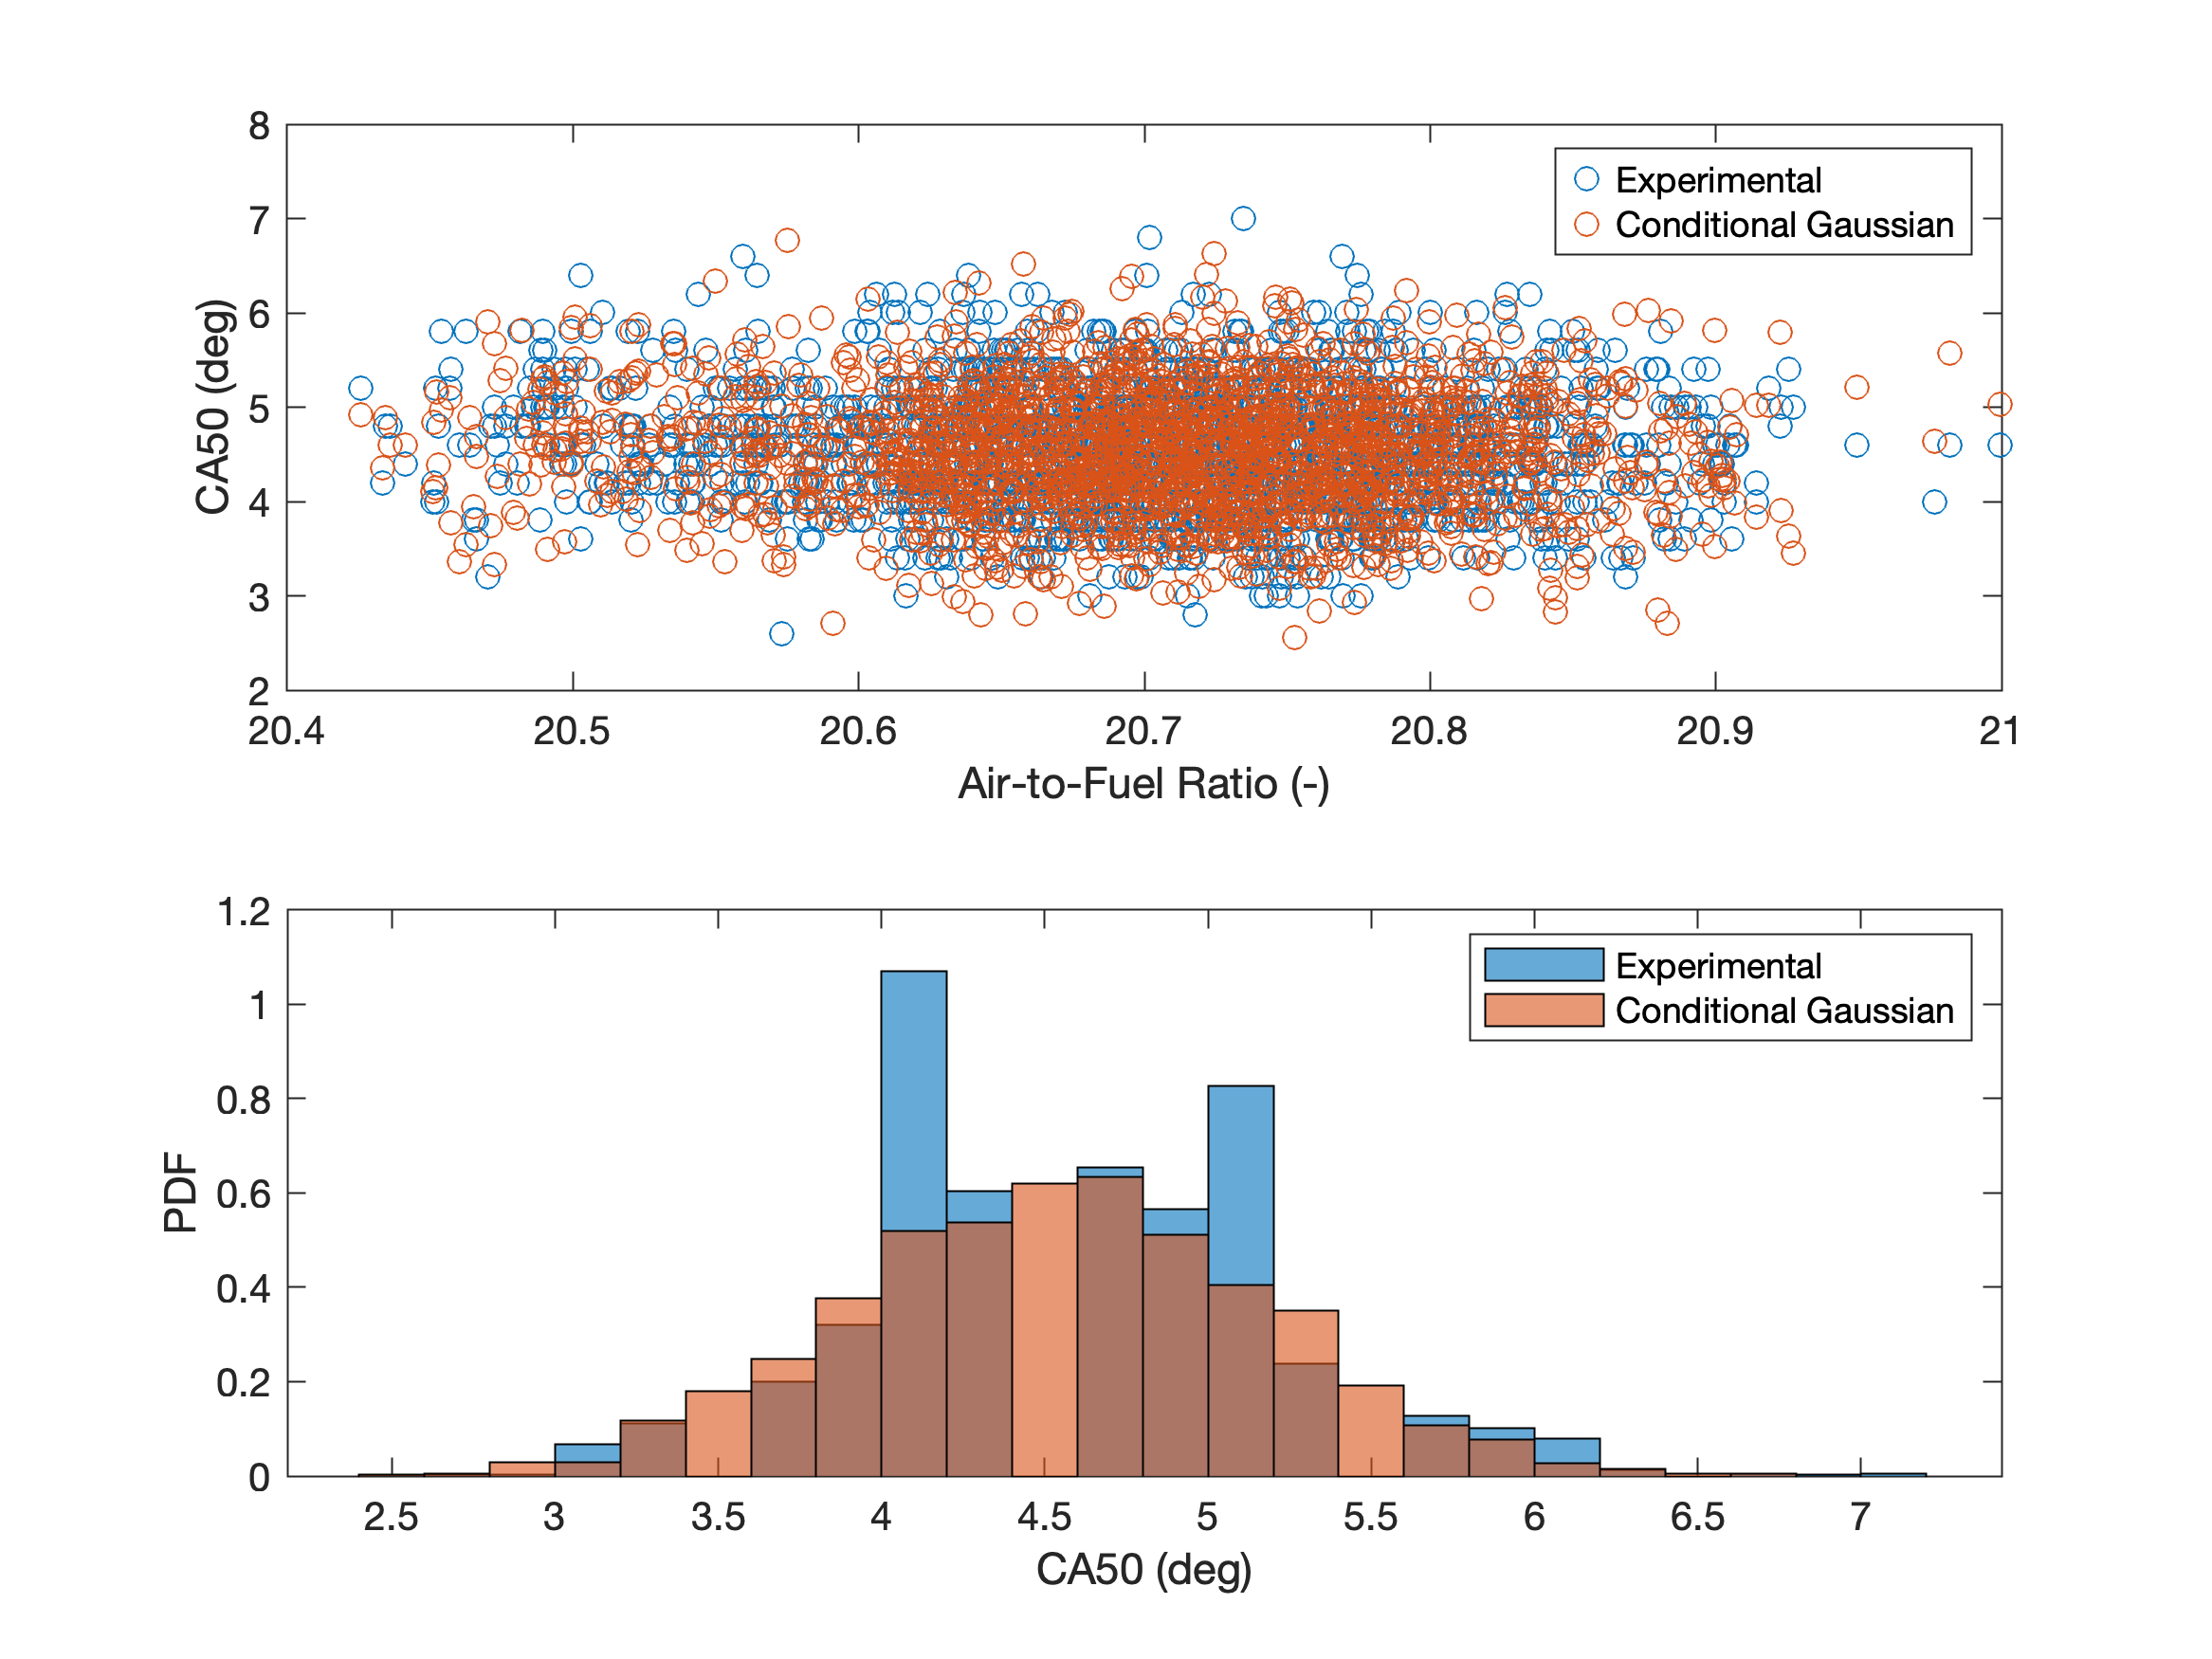 8
7
6
5
4
3
2
CA50 (deg)
Experimental
Conditional Gaussian
20.4 20.5 20.6 20.7 20.8 20.9 21
Air-to-Fuel Ratio (-)
1.2
1
0.8
0.6
0.4
0.2
0
PDF
Experimental
Conditional Gaussian
2.5 3 3.5 4 4.5 5 5.5 6 6.5 7
CA50 (deg)